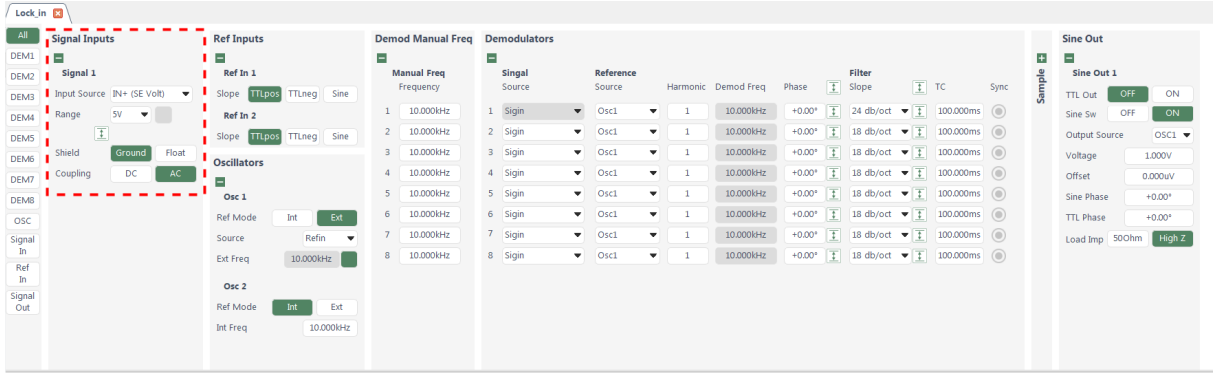 Lock_in
All
DEM1
DEM2
DEM3
DEM4
DEM5
DEM6
DEM7
DEM8
OSC
Signal
In
Ref
In
Signal
Out
Signal Inputs
Signal 1
Input Source IN+ (SE Volt)
Range 5V
Shield Ground Float
Coupling DC AC
Ref Inputs
Ref In 1
Slope TTLpos TTLneg Sine
Ref In 2
Slope TTLpos TTLneg Sine
Oscillators
Osc 1
Ref Mode Int Ext
Source Refin
Ext Freq 10.000kHz
Osc 2
Ref Mode Int Ext
Int Freq 10.000kHz
Demod Manual Freq
Manual Freq
Frequency
1 10.000kHz
2 10.000kHz
3 10.000kHz
4 10.000kHz
5 10.000kHz
6 10.000kHz
7 10.000kHz
8 10.000kHz
Demodulators
Singal Reference Filter
Source Source Harmonic Demod Freq Phase Slope TC Sync
1 Sigin Osc1 1 10.000kHz +0.00° 24 db/oct 100.000ms
2 Sigin Osc1 1 10.000kHz +0.00° 18 db/oct 100.000ms
3 Sigin Osc1 1 10.000kHz +0.00° 18 db/oct 100.000ms
4 Sigin Osc1 1 10.000kHz +0.00° 18 db/oct 100.000ms
5 Sigin Osc1 1 10.000kHz +0.00° 18 db/oct 100.000ms
6 Sigin Osc1 1 10.000kHz +0.00° 18 db/oct 100.000ms
7 Sigin Osc1 1 10.000kHz +0.00° 18 db/oct 100.000ms
8 Sigin Osc1 1 10.000kHz +0.00° 18 db/oct 100.000ms
Sample
Sine Out
Sine Out 1
TTL Out OFF ON
Sine Sw OFF ON
Output Source OSC1
Voltage 1.000V
Offset 0.000uV
Sine Phase +0.00°
TTL Phase +0.00°
Load Imp 50Ohm High Z